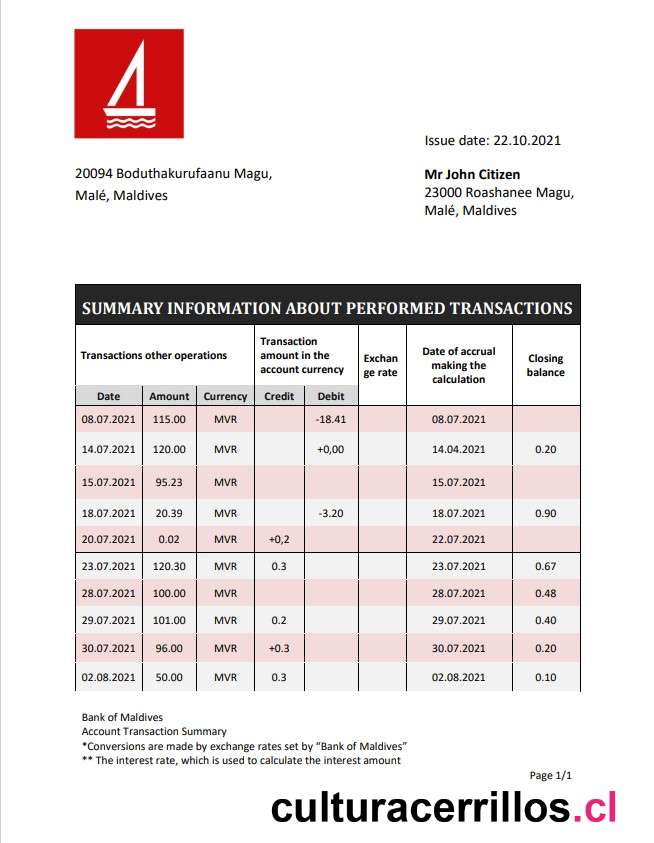 Issue date: 22.10.2021
20094 Boduthakurufaanu Magu,
Malé, Maldives
Mr John Citizen
23000 Roashanee Magu,
Malé, Maldives
SUMMARY INFORMATION ABOUT PERFORMED TRANSACTIONS
Transactions other operations
Transaction
amount in the
account currency
Exchan
ge rate
Date of accrual
making the
calculation
Closing
balance
Date Amount Currency Credit Debit
08.07.2021 115.00 MVR -18.41 08.07.2021
14.07.2021 120.00 MVR +0,00 14.04.2021 0.20
15.07.2021 95.23 MVR 15.07.2021
18.07.2021 20.39 MVR -3.20 18.07.2021 0.90
20.07.2021 0.02 MVR +0,2 22.07.2021
23.07.2021 120.30 MVR 0.3 23.07.2021 0.67
28.07.2021 100.00 MVR 28.07.2021 0.48
29.07.2021 101.00 MVR 0.2 29.07.2021 0.40
30.07.2021 96.00 MVR +0.3 30.07.2021 0.20
02.08.2021 50.00 MVR 0.3 02.08.2021 0.10
Bank of Maldives
Account Transaction Summary
*Conversions are made by exchange rates set by “Bank of Maldives”
** The interest rate, which is used to calculate the interest amount
Page 1/1
culturacerrillos.cl